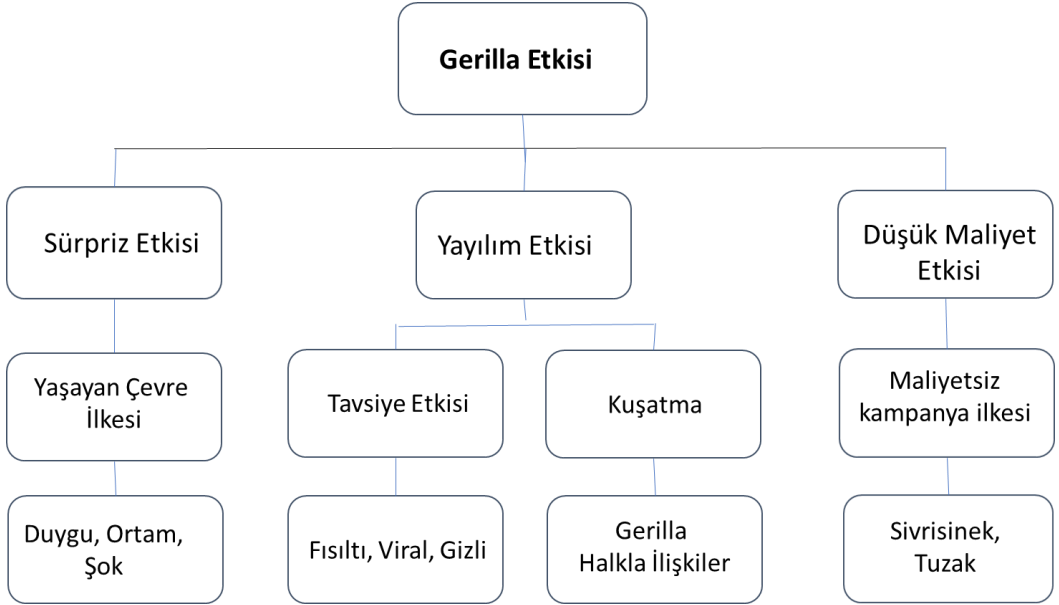 Gerilla Etkisi
Sürpriz Etkisi
Yayılım Etkisi
Düşük Maliyet
Etkisi
Yaşayan Çevre
İlkesi
Tavsiye Etkisi
Kuşatma
Maliyetsiz
kampanya ilkesi
Duygu, Ortam,
Şok
Fısıltı, Viral, Gizli
Gerilla
Halkla İlişkiler
Sivrisinek,
Tuzak